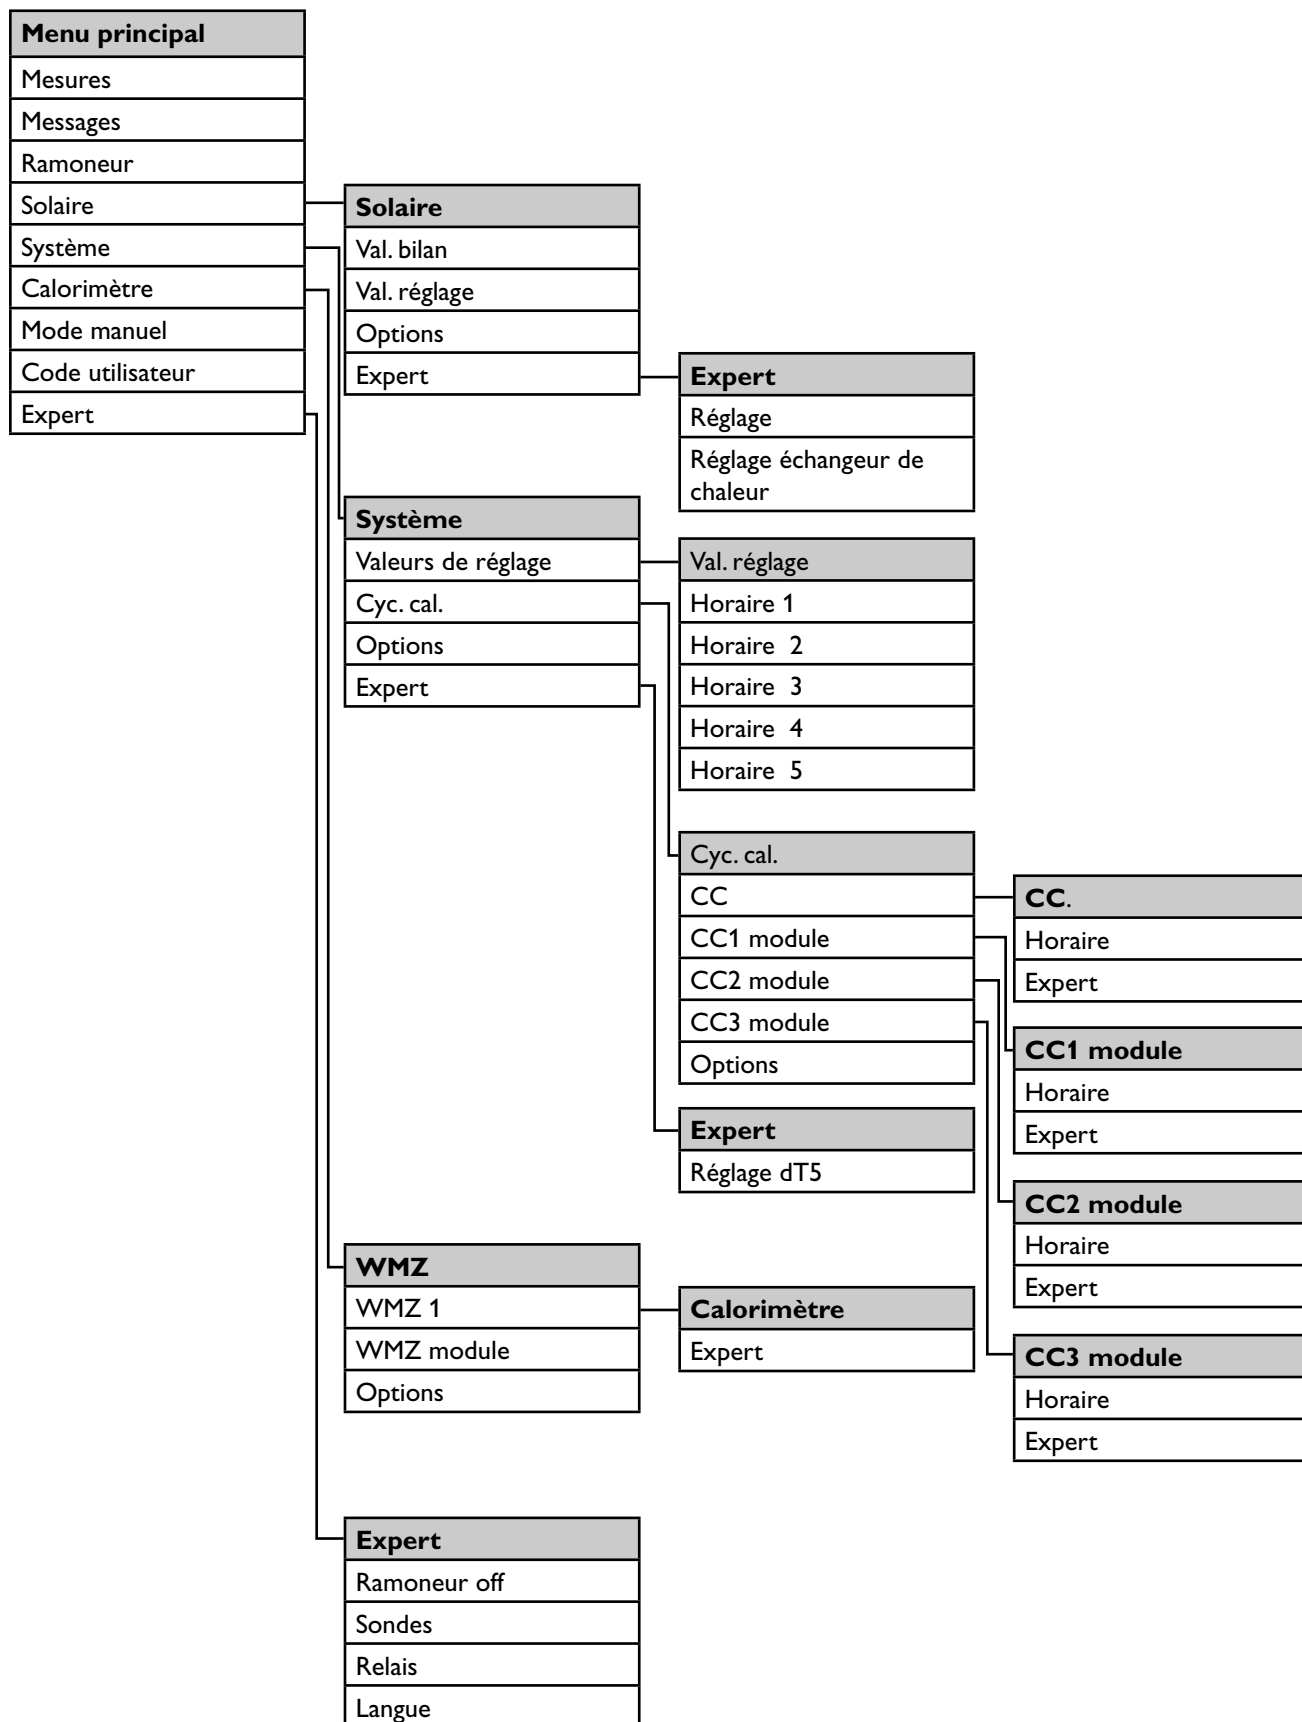 Menu principal
Mesures
Messages
Ramoneur
Solaire
Système
Calorimètre
Mode manuel
Code utilisateur
Expert
Solaire
Val. bilan
Val. réglage
Options
Expert
Expert
Réglage
Réglage échangeur de
chaleur
Système
Valeurs de réglage
Cyc. cal.
Options
Expert
Val. réglage
Horaire 1
Horaire 2
Horaire 3
Horaire 4
Horaire 5
Cyc. cal.
CC
CC1 module
CC2 module
CC3 module
Options
CC.
Horaire
Expert
CC1 module
Horaire
Expert
CC2 module
Horaire
Expert
CC3 module
Horaire
Expert
Expert
Réglage dT5
WMZ
WMZ 1
WMZ module
Options
Calorimètre
Expert
Expert
Ramoneur off
Sondes
Relais
Langue